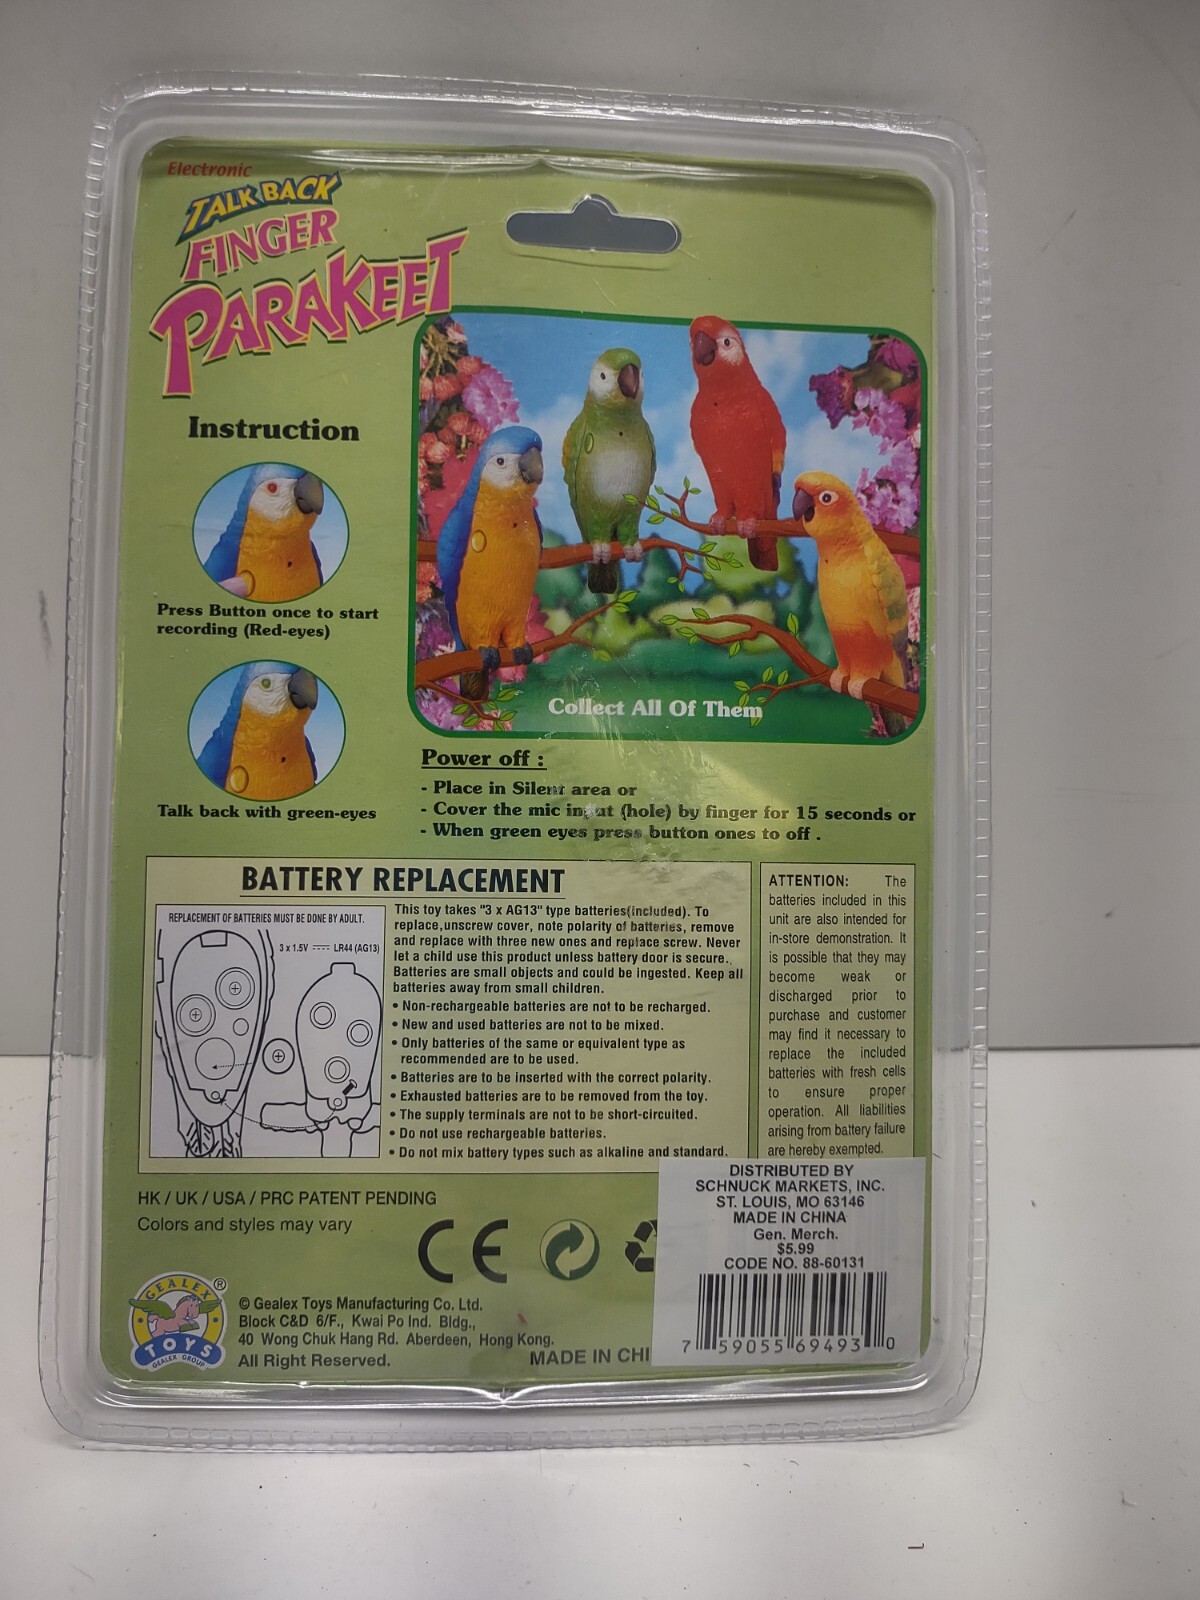 Electronic
TALK BACK
FINGER
PARAKEET
Instruction
Press Button once to start
recording (Red-eyes)
Talk back with green-eyes
Collect All Of Them
Power off :
- Place in Silent area or
- Cover the mic input (hole) by finger for 15 seconds or
- When green eyes press button ones to off .
BATTERY REPLACEMENT
REPLACEMENT OF BATTERIES MUST BE DONE BY ADULT.
3 x 1.5V LR44 (AG13)
This toy takes "3 x AG13" type batteries(included). To
replace,unscrew cover, note polarity of batteries, remove
and replace with three new ones and replace screw. Never
let a child use this product unless battery door is secure.
Batteries are small objects and could be ingested. Keep all
batteries away from small children.
• Non-rechargeable batteries are not to be recharged.
• New and used batteries are not to be mixed.
• Only batteries of the same or equivalent type as
recommended are to be used.
• Batteries are to be inserted with the correct polarity.
• Exhausted batteries are to be removed from the toy.
• The supply terminals are not to be short-circuited.
• Do not use rechargeable batteries.
• Do not mix battery types such as alkaline and standard.
ATTENTION: The
batteries included in this
unit are also intended for
in-store demonstration. It
is possible that they may
become weak or
discharged prior to
purchase and customer
may find it necessary to
replace the included
batteries with fresh cells
to ensure proper
operation. All liabilities
arising from battery failure
are hereby exempted.
HK / UK / USA / PRC PATENT PENDING
Colors and styles may vary
CE
GEALEX ®
TOYS
GEALEX GROUP
© Gealex Toys Manufacturing Co. Ltd.
Block C&D 6/F., Kwai Po Ind. Bldg.,
40 Wong Chuk Hang Rd. Aberdeen, Hong Kong.
All Right Reserved.
MADE IN CHI
DISTRIBUTED BY
SCHNUCK MARKETS, INC.
ST. LOUIS, MO 63146
MADE IN CHINA
Gen. Merch.
$5.99
CODE NO. 88-60131
7 59055 69493 0